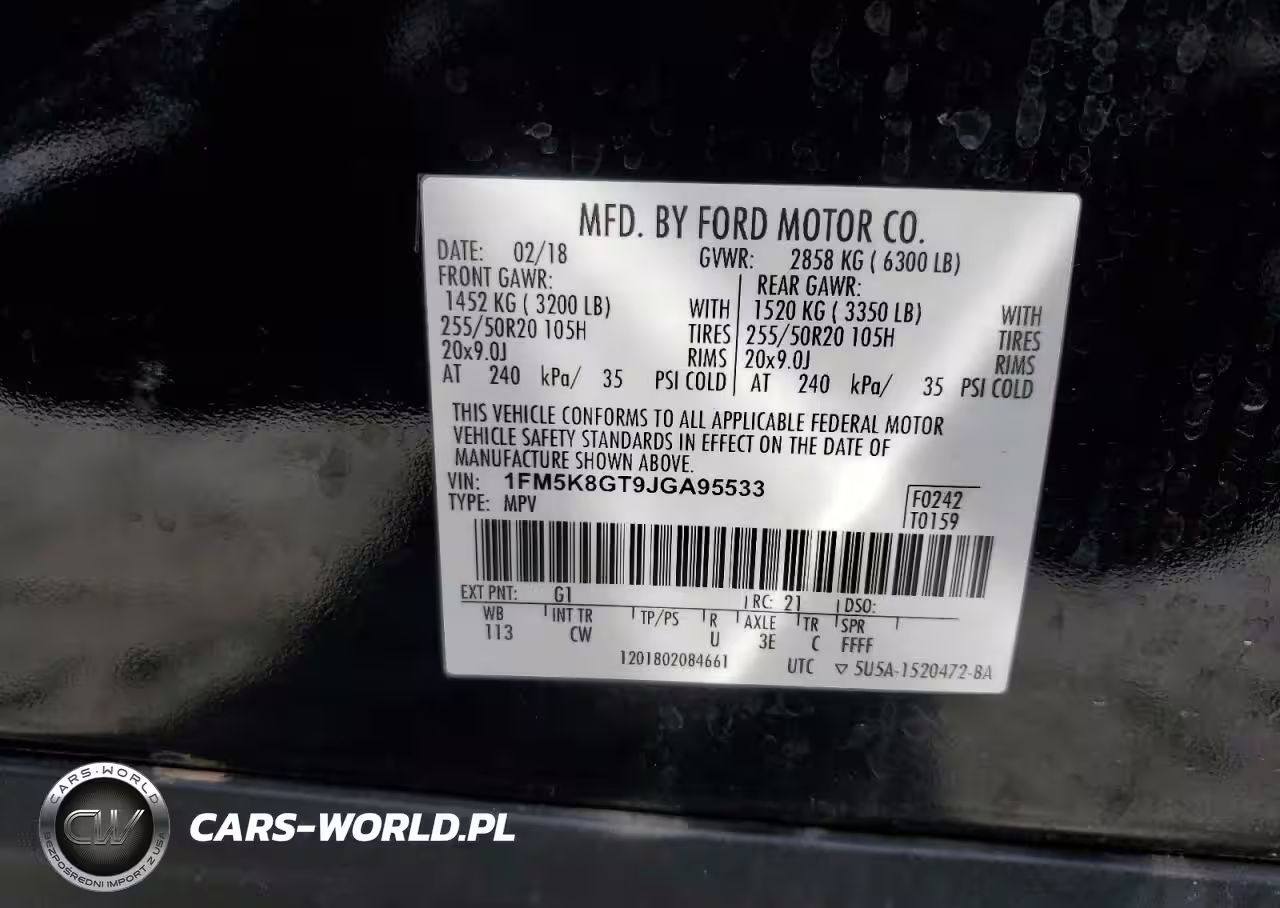 MFD. BY FORD MOTOR CO.
DATE: 02/18 GVWR: 2858 KG ( 6300 LB)
FRONT GAWR: REAR GAWR:
1452 KG ( 3200 LB) WITH 1520 KG ( 3350 LB) WITH
255/50R20 105H TIRES 255/50R20 105H TIRES
20x9.0J RIMS 20x9.0J RIMS
AT 240 kPa/ 35 PSI COLD AT 240 kPa/ 35 PSI COLD
THIS VEHICLE CONFORMS TO ALL APPLICABLE FEDERAL MOTOR
VEHICLE SAFETY STANDARDS IN EFFECT ON THE DATE OF
MANUFACTURE SHOWN ABOVE.
VIN: 1FM5K8GT9JGA95533 F0242
TYPE: MPV T0159
EXT PNT: G1 RC: 21 DSO:
WB INT TR TP/PS R AXLE TR SPR
113 CW U 3E C FFFF
1201802084661 UTC ▽ 5U5A-1520472-BA
CARS-WORLD
CW
BEZPOŚREDNI IMPORT Z USA
CARS-WORLD.PL